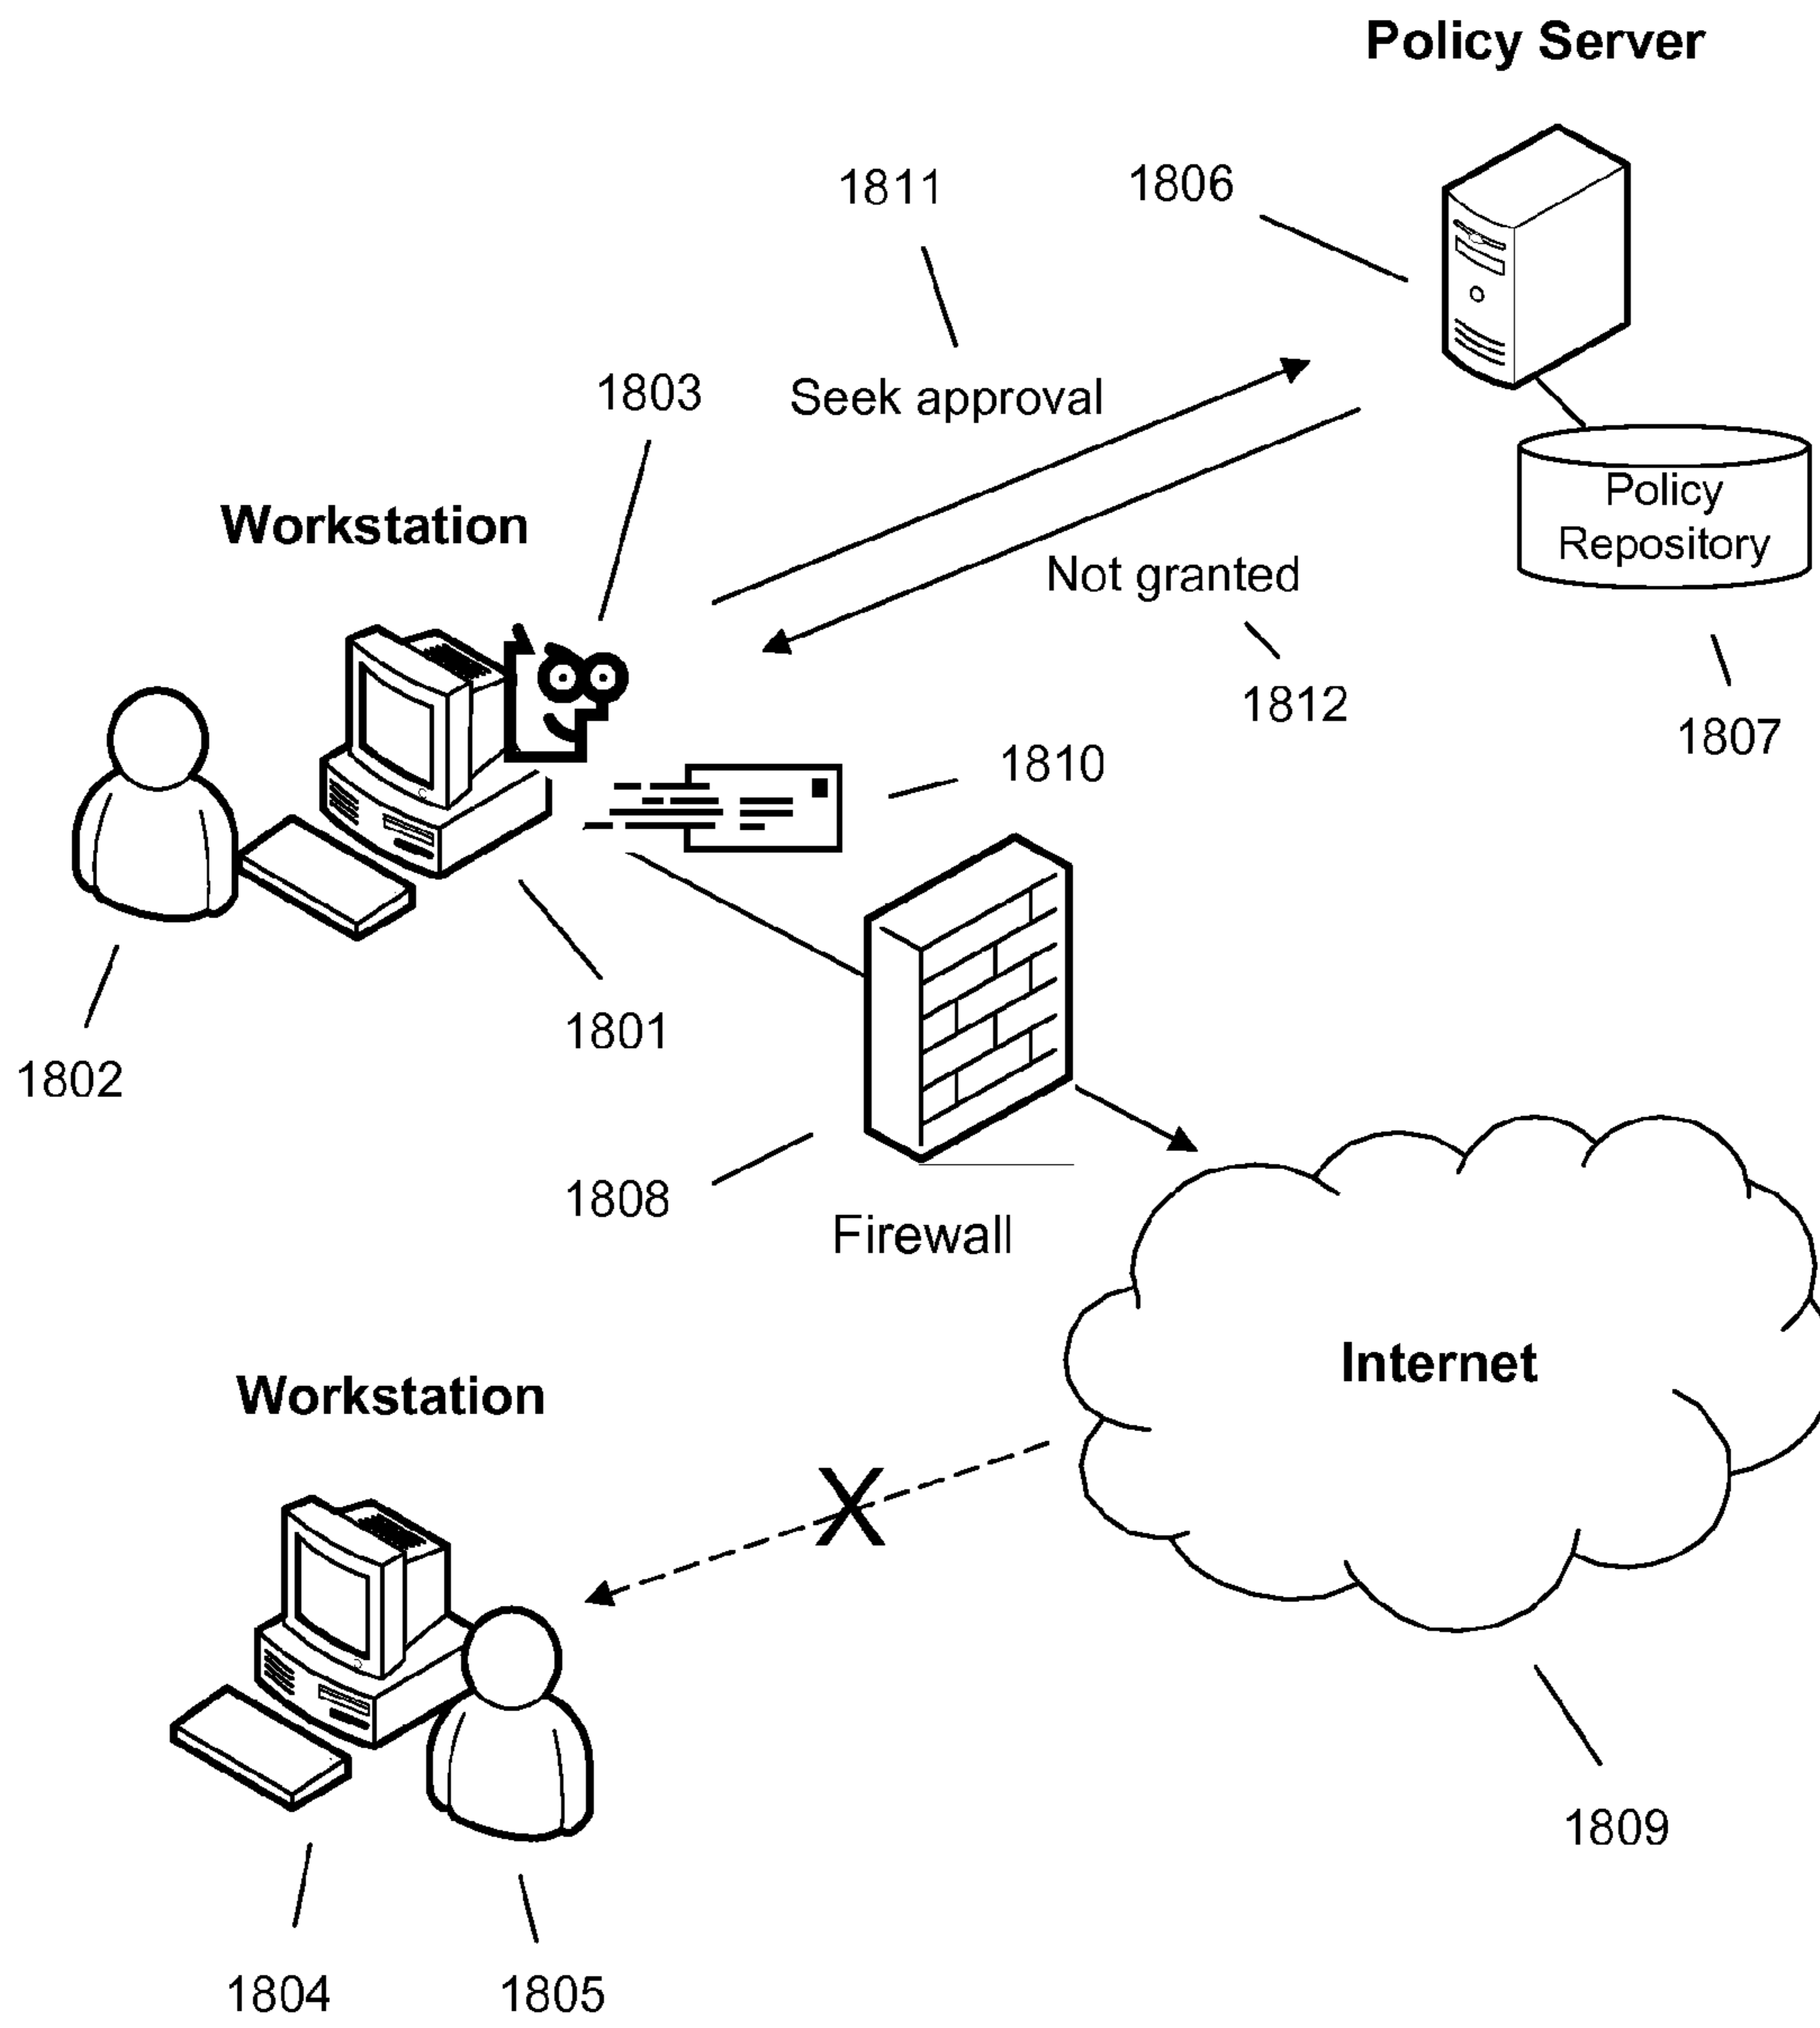 Policy Server
1811
1806
1803
Seek approval
Policy
Repository
Workstation
Not granted
1812
1807
1810
1801
1802
1808
Firewall
Internet
Workstation
1809
1804
1805
X